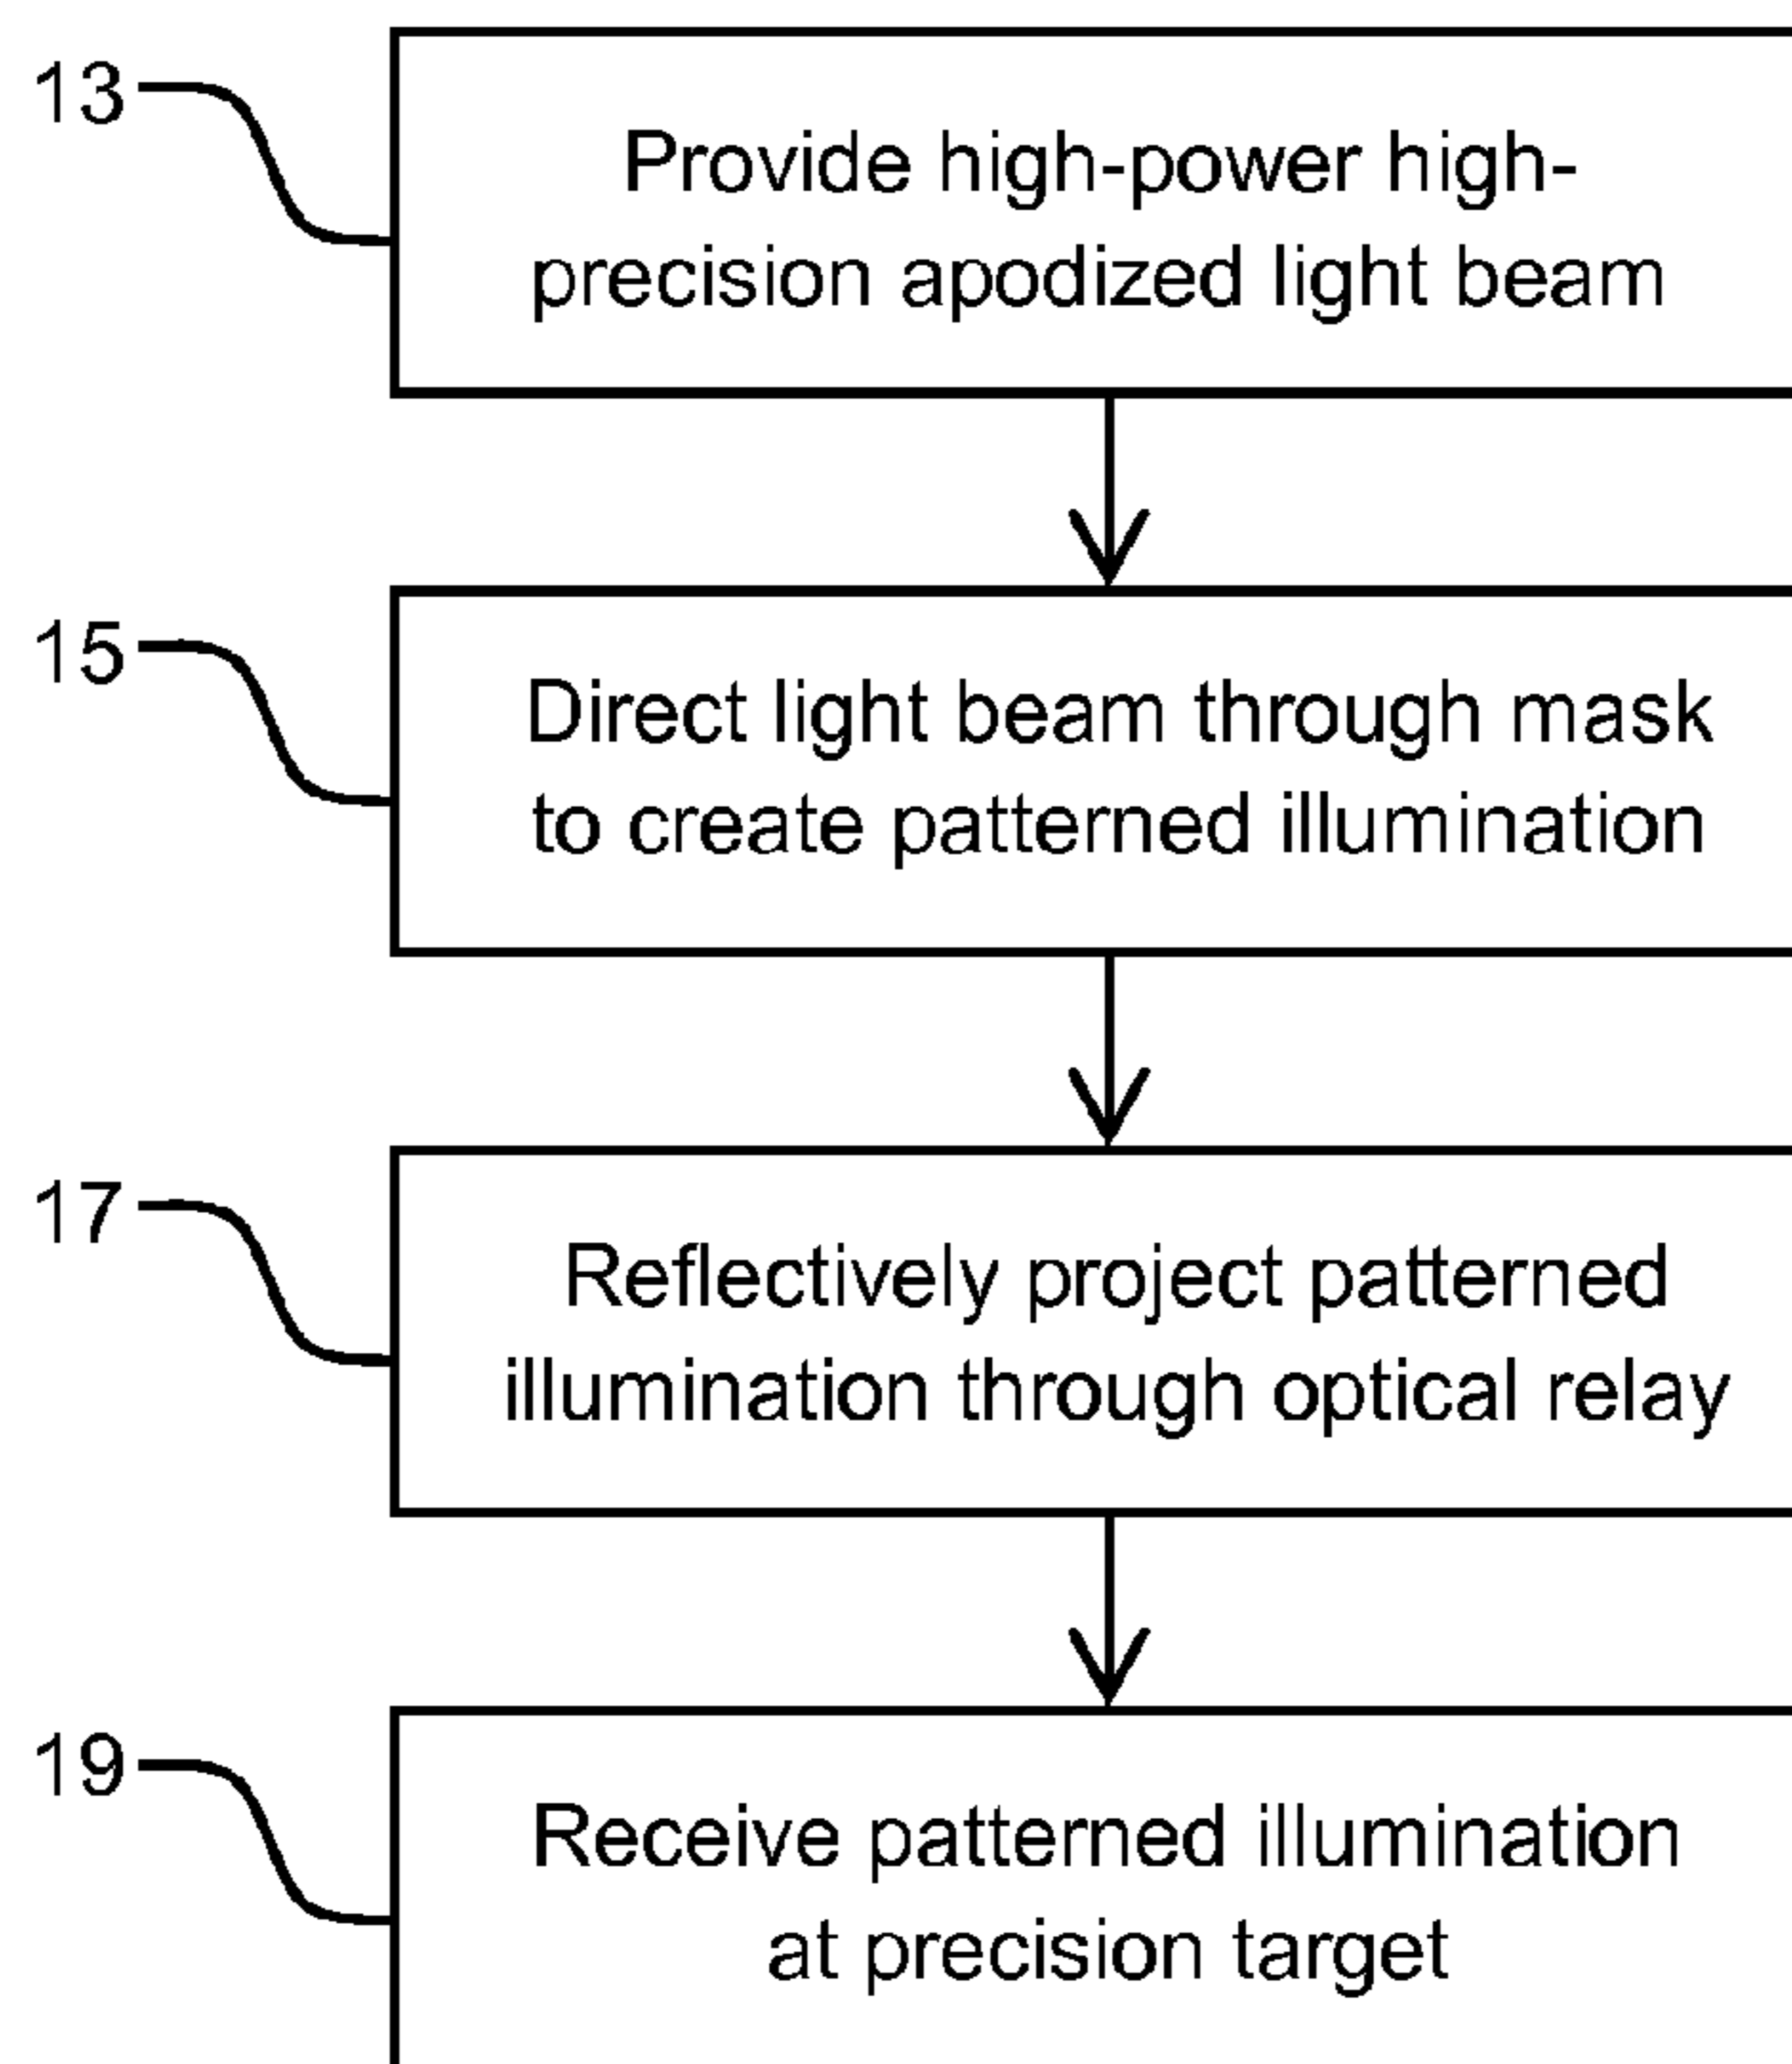 13
Provide high-power high-
precision apodized light beam
15
Direct light beam through mask
to create patterned illumination
17
Reflectively project patterned
illumination through optical relay
19
Receive patterned illumination
at precision target